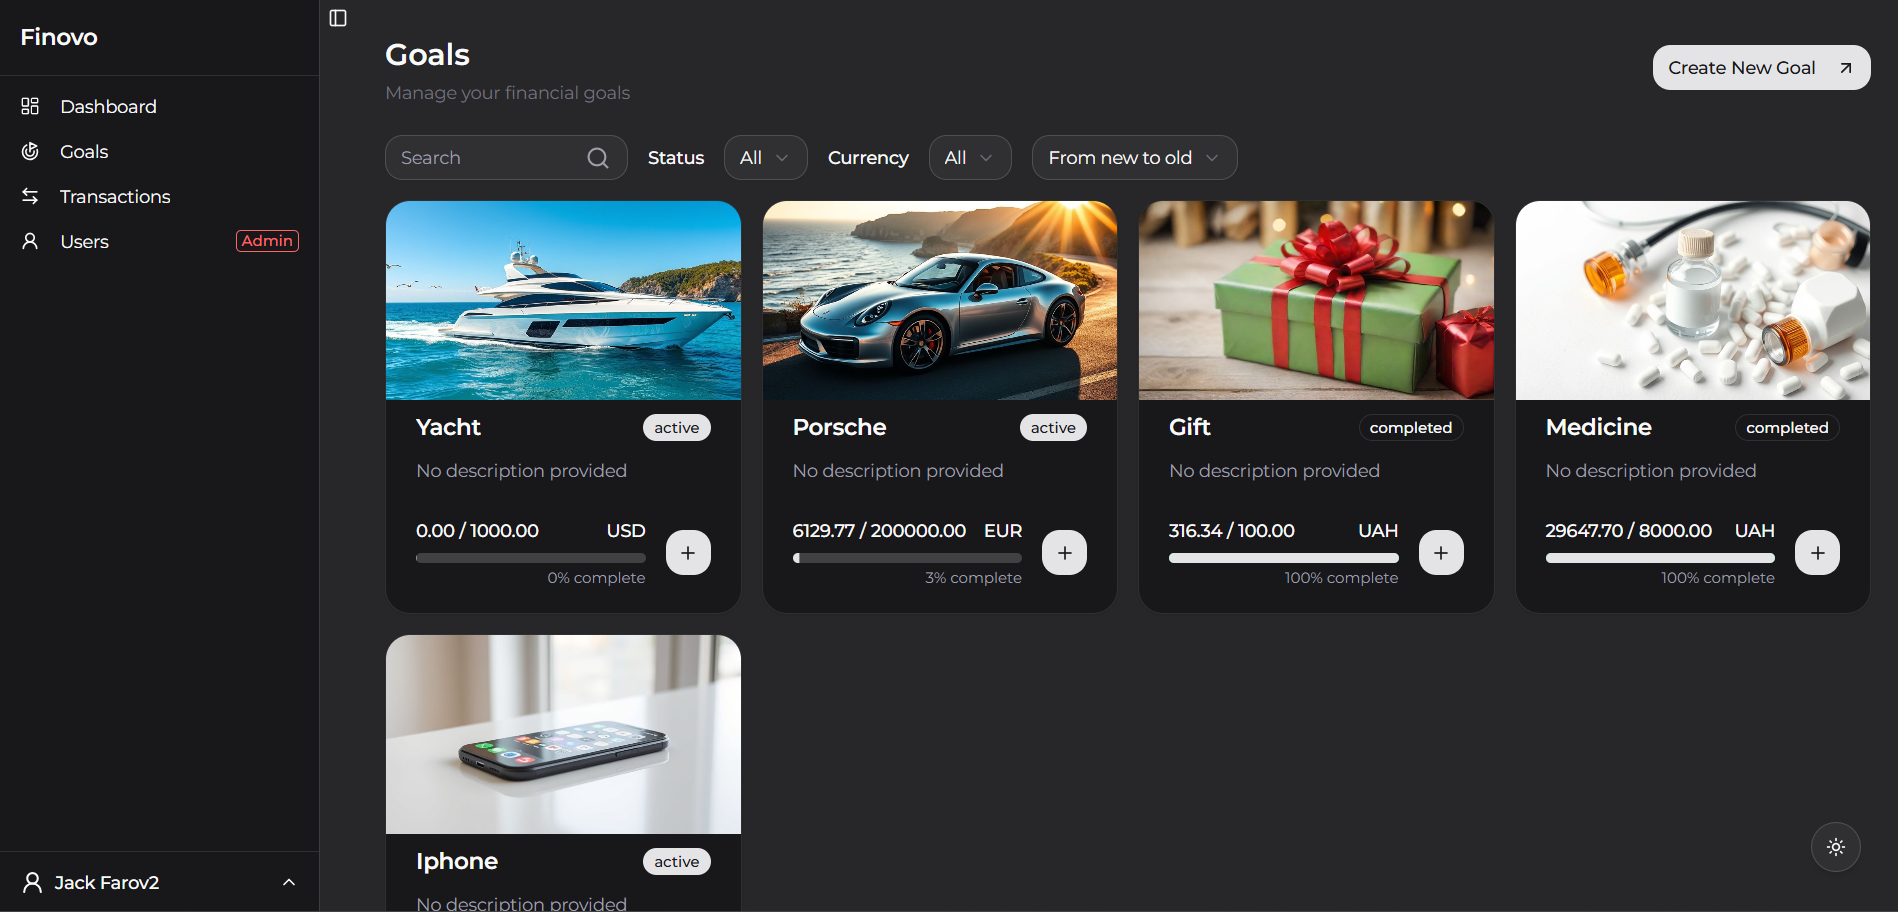 Finovo
Dashboard
Goals
Transactions
Users
Admin
Jack Farov2
Goals
Manage your financial goals
Create New Goal
Search
Status
All
Currency
All
From new to old
Yacht
active
No description provided
0.00 / 1000.00
USD
0% complete
Porsche
active
No description provided
6129.77 / 200000.00
EUR
3% complete
Gift
completed
No description provided
316.34 / 100.00
UAH
100% complete
Medicine
completed
No description provided
29647.70 / 8000.00
UAH
100% complete
Iphone
active
No description provided